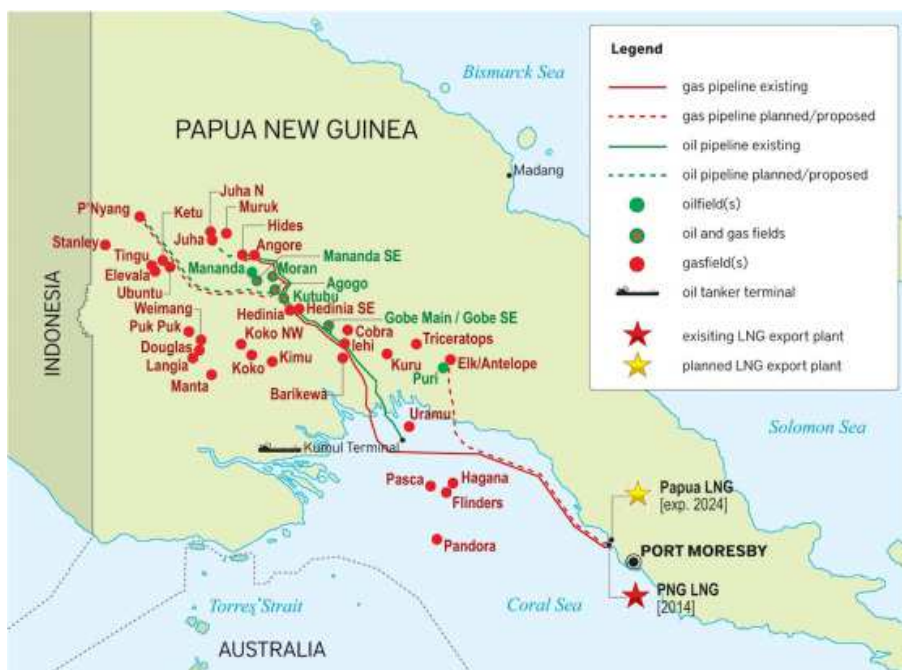 Legend
gas pipeline existing
gas pipeline planned/proposed
oil pipeline existing
oil pipeline planned/proposed
oilfield(s)
oil and gas fields
gasfield(s)
oil tanker terminal
exisiting LNG export plant
planned LNG export plant
Bismarck Sea
PAPUA NEW GUINEA
Madang
Juha N
Muruk
P'Nyang
Ketu
Hides
Stanley
Juha
Angore
Mananda SE
Tingu
Mananda
Moran
Elevala
Agogo
Ubuntu
Kutubu
Weimang
Hedinia
Hedinia SE
Gobe Main / Gobe SE
Puk Puk
Koko NW
Cobra
Triceratops
Douglas
Iehi
Langia
Koko
Kimu
Kuru
Elk/Antelope
Manta
Barikewa
Puri
INDONESIA
Uramu
Solomon Sea
Kumul Terminal
Pasca
Hagana
Flinders
Papua LNG
[exp. 2024]
Pandora
PORT MORESBY
PNG LNG
[2014]
Torres Strait
Coral Sea
AUSTRALIA